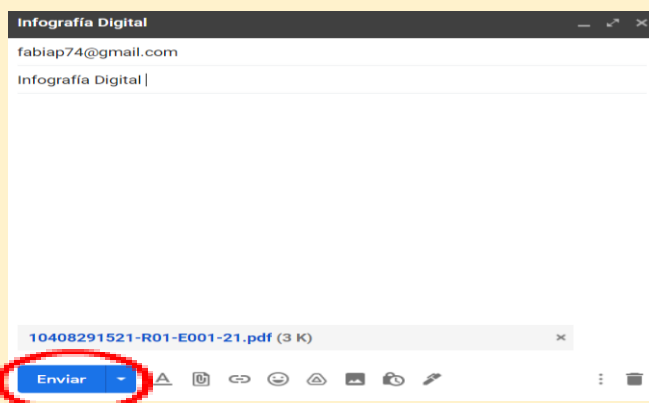 Infografía Digital
fabiap74@gmail.com
Infografía Digital
10408291521-R01-E001-21.pdf (3 K)
Enviar